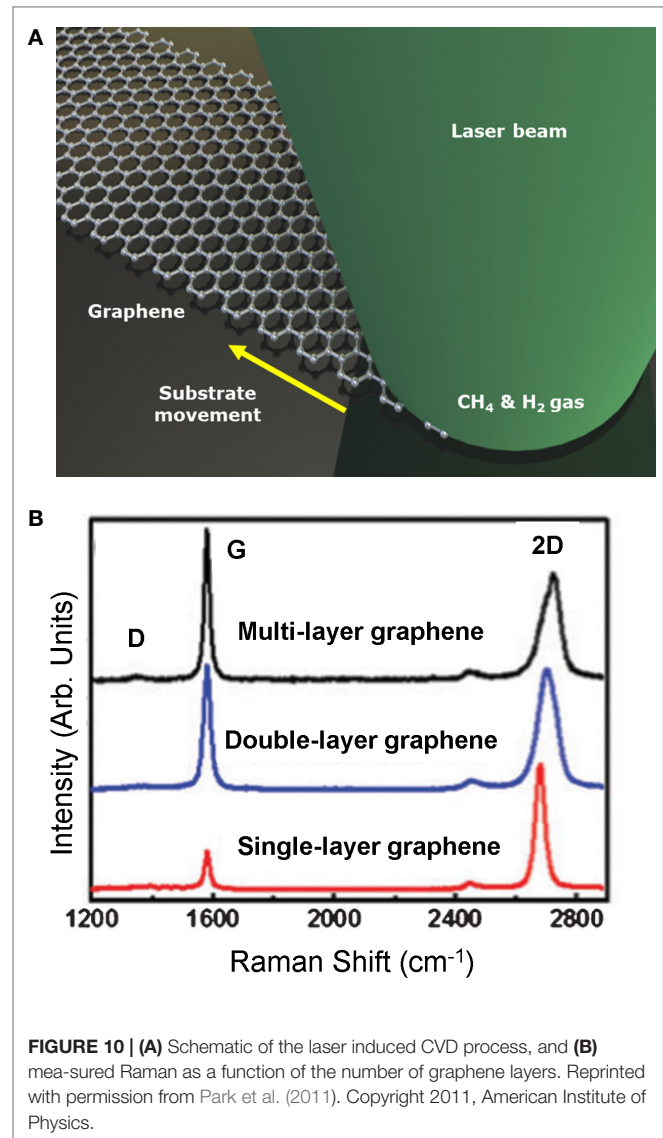 A
Laser beam
Graphene
Substrate
movement
CH₄ & H₂ gas
B
Intensity (Arb. Units)
D
G
2D
Multi-layer graphene
Double-layer graphene
Single-layer graphene
1200 1600 2000 2400 2800
Raman Shift (cm⁻¹)
FIGURE 10 | (A) Schematic of the laser induced CVD process, and (B)
mea-sured Raman as a function of the number of graphene layers. Reprinted
with permission from Park et al. (2011). Copyright 2011, American Institute of
Physics.